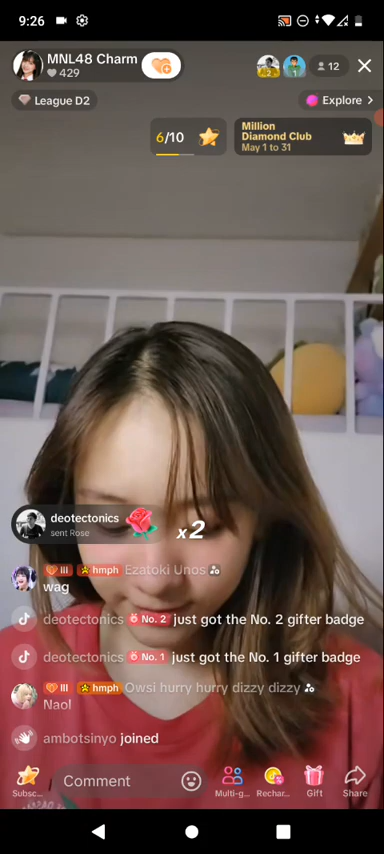 9:26
MNL48 Charm
429
12
League D2
Explore
6/10
Million
Diamond Club
May 1 to 31
deotectonics
sent Rose
x2
III hmph Ezatoki Unos
wag
deotectonics No. 2 just got the No. 2 gifter badge
deotectonics No. 1 just got the No. 1 gifter badge
III hmph Owsi hurry hurry dizzy dizzy
Naol
ambotsinyo joined
Comment
Subsc...
Multi-g...
Rechar...
Gift
Share